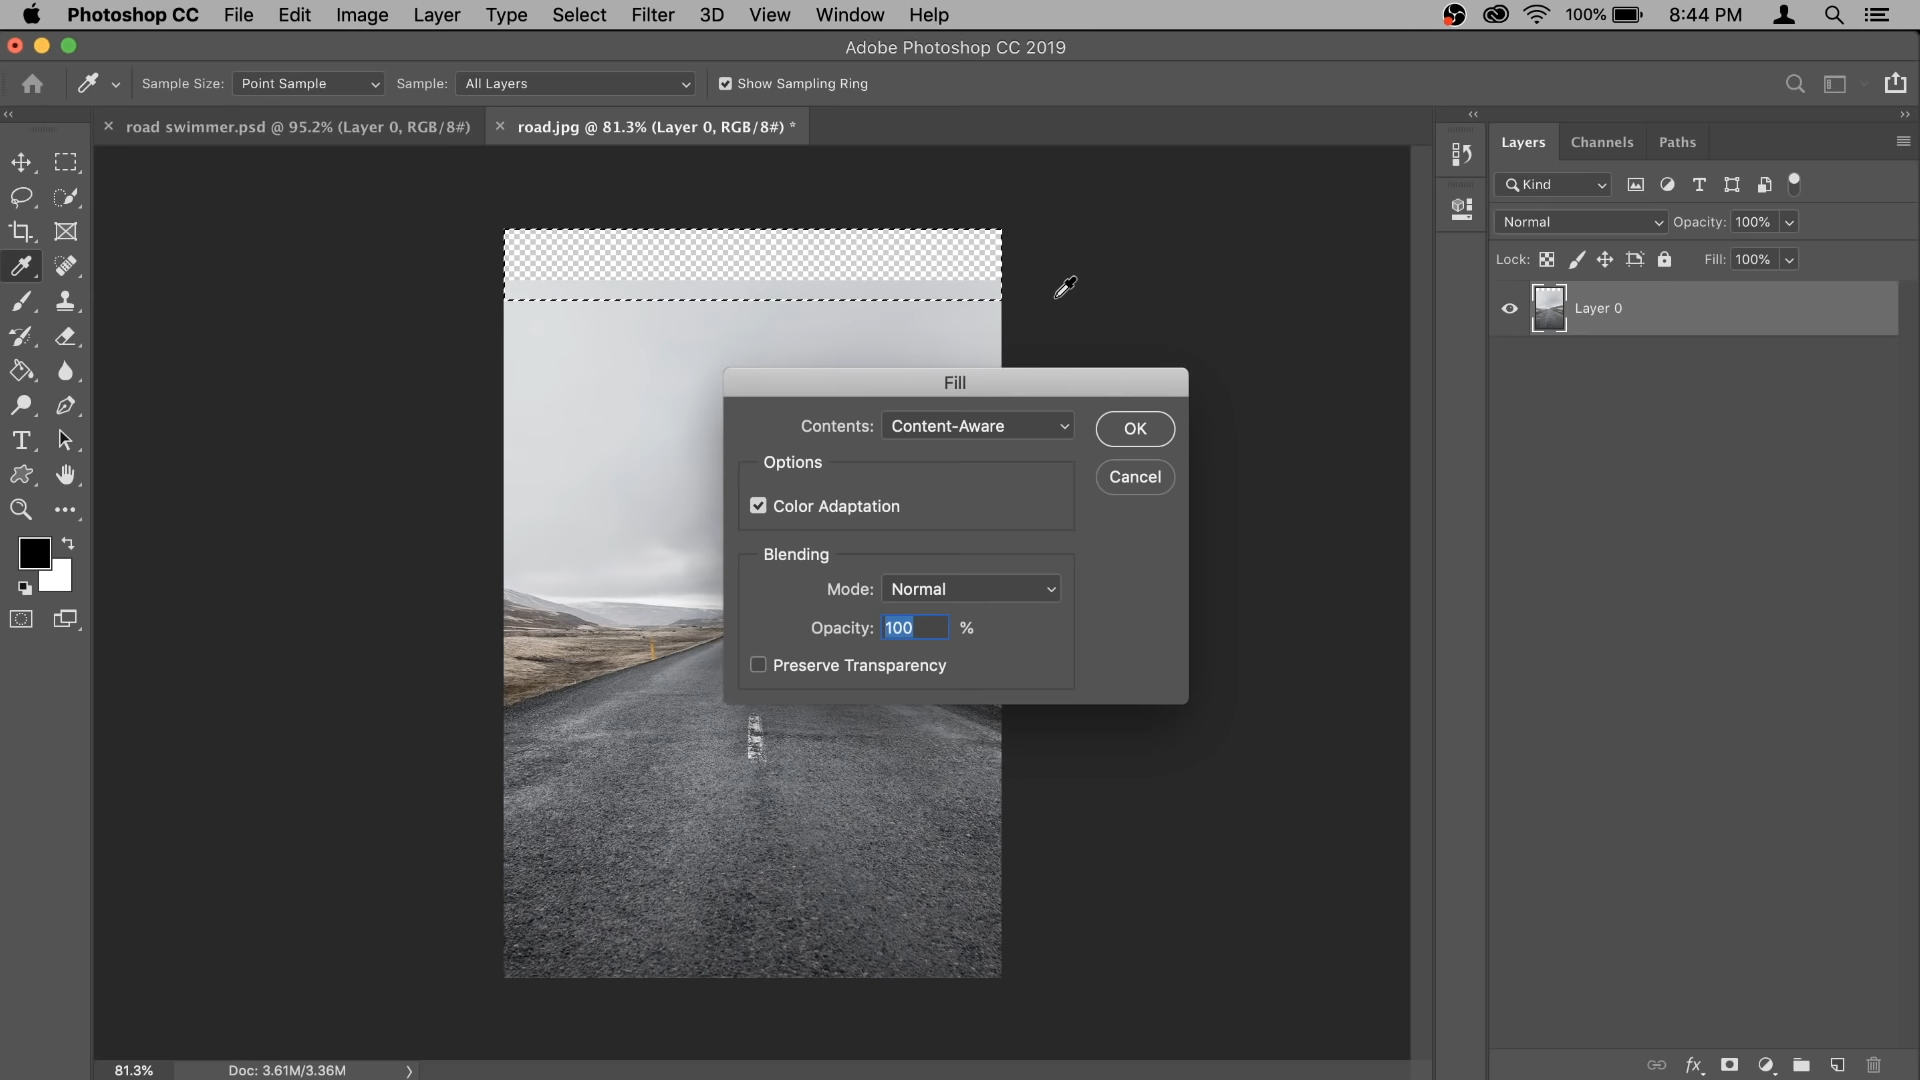 Photoshop CC File Edit Image Layer Type Select Filter 3D View Window Help 100% 8:44 PM
Adobe Photoshop CC 2019
Sample Size: Point Sample Sample: All Layers Show Sampling Ring
road swimmer.psd @ 95.2% (Layer 0, RGB/8#) road.jpg @ 81.3% (Layer 0, RGB/8#) *
Layers Channels Paths
Kind
Normal Opacity: 100%
Lock: Fill: 100%
Layer 0
Fill
Contents: Content-Aware OK
Options
Cancel
Color Adaptation
Blending
Mode: Normal
Opacity: 100 %
Preserve Transparency
81.3% Doc: 3.61M/3.36M